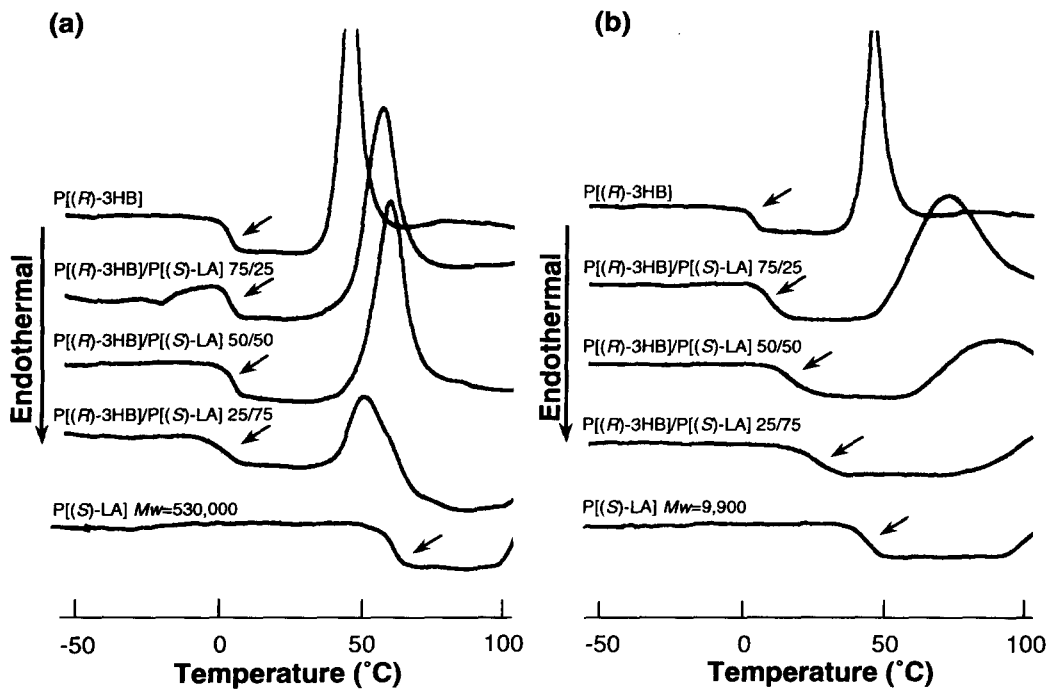 (a)
P[(R)-3HB]
P[(R)-3HB]/P[(S)-LA] 75/25
P[(R)-3HB]/P[(S)-LA] 50/50
P[(R)-3HB]/P[(S)-LA] 25/75
P[(S)-LA] Mw=530,000
Endothermal
-50 0 50 100
Temperature (˚C)
(b)
P[(R)-3HB]
P[(R)-3HB]/P[(S)-LA] 75/25
P[(R)-3HB]/P[(S)-LA] 50/50
P[(R)-3HB]/P[(S)-LA] 25/75
P[(S)-LA] Mw=9,900
Endothermal
-50 0 50 100
Temperature (˚C)